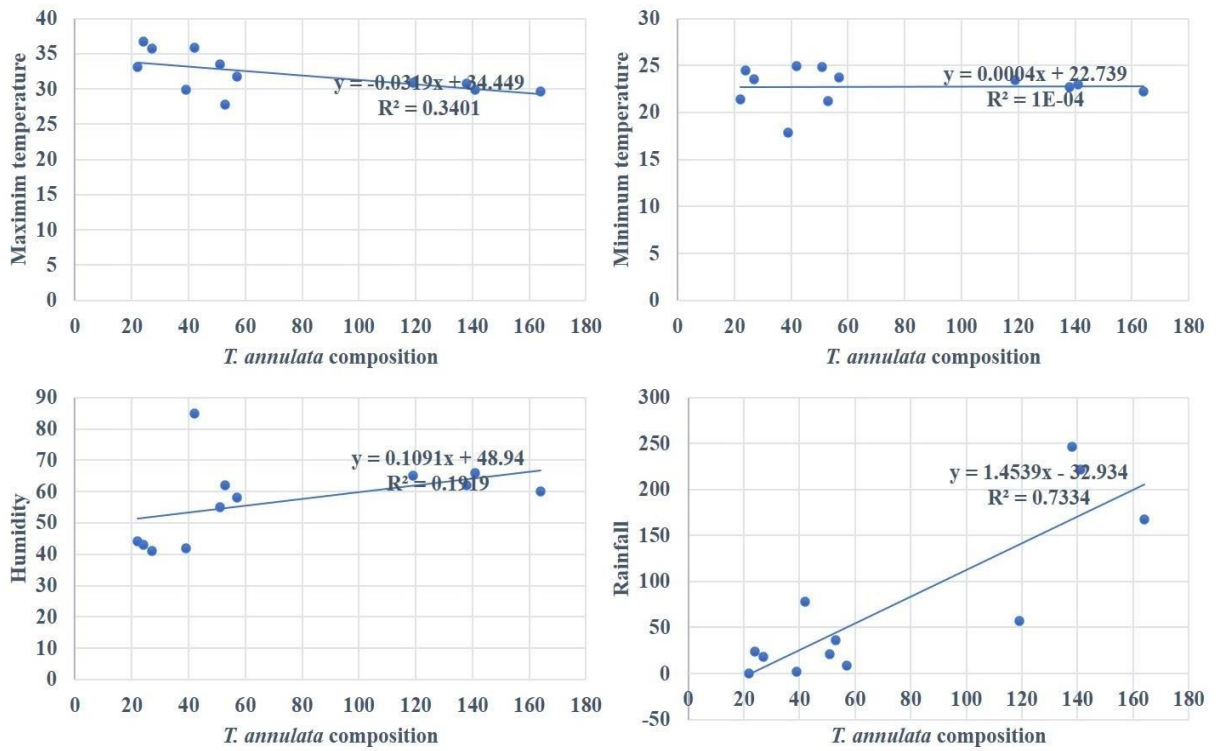 40
35
30
25
20
15
10
5
0
Maximim temperature
y = -0.0319x + 34.449
R² = 0.3401
0 20 40 60 80 100 120 140 160 180
T. annulata composition
30
25
20
15
10
5
0
Minimum temperature
y = 0.0004x + 22.739
R² = 1E-04
0 20 40 60 80 100 120 140 160 180
T. annulata composition
90
80
70
60
50
40
30
20
10
0
Humidity
y = 0.1091x + 48.94
R² = 0.1919
0 20 40 60 80 100 120 140 160 180
T. annulata composition
300
250
200
150
100
50
0
-50
Rainfall
y = 1.4539x - 32.934
R² = 0.7334
0 20 40 60 80 100 120 140 160 180
T. annulata composition